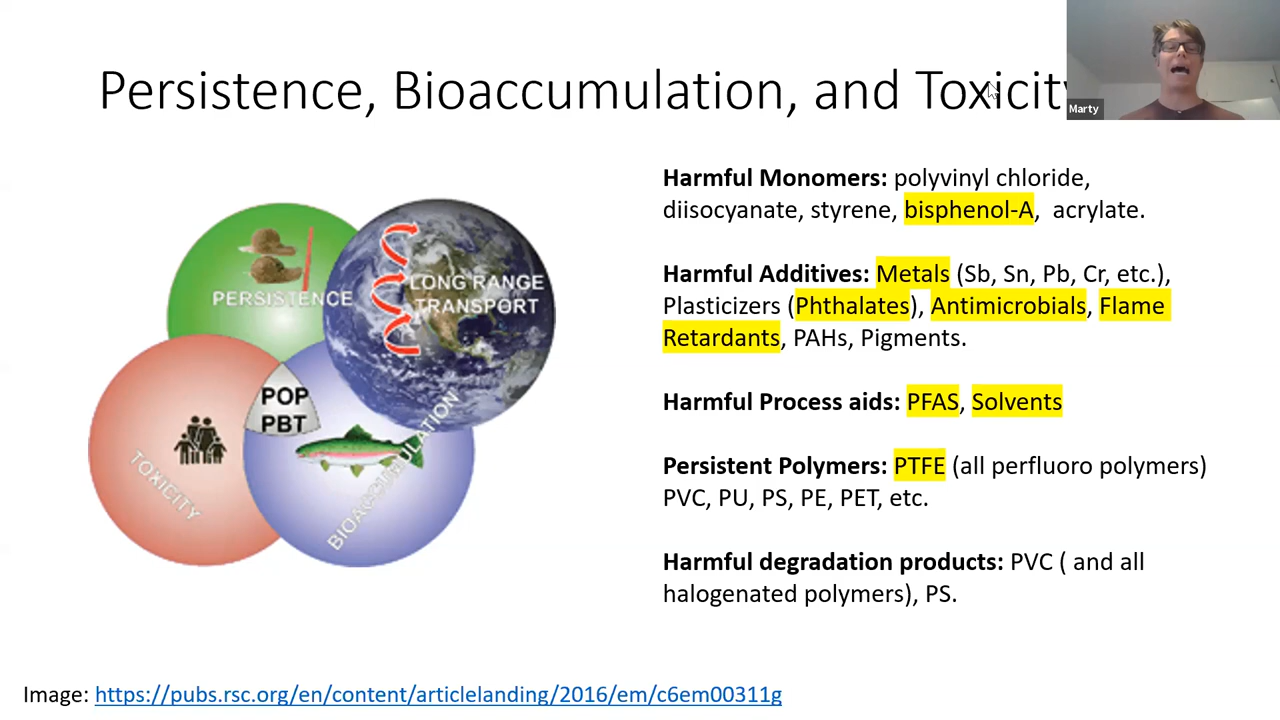 Persistence, Bioaccumulation, and Toxicity
Marty
Harmful Monomers: polyvinyl chloride,
diisocyanate, styrene, bisphenol-A,  acrylate.
Harmful Additives: Metals (Sb, Sn, Pb, Cr, etc.),
Plasticizers (Phthalates), Antimicrobials, Flame
Retardants, PAHs, Pigments.
Harmful Process aids: PFAS, Solvents
Persistent Polymers: PTFE (all perfluoro polymers)
PVC, PU, PS, PE, PET, etc.
Harmful degradation products: PVC ( and all
halogenated polymers), PS.
PERSISTENCE
LONG RANGE
TRANSPORT
POP
PBT
TOXICITY
BIOACCUMULATION
Image: https://pubs.rsc.org/en/content/articlelanding/2016/em/c6em00311g